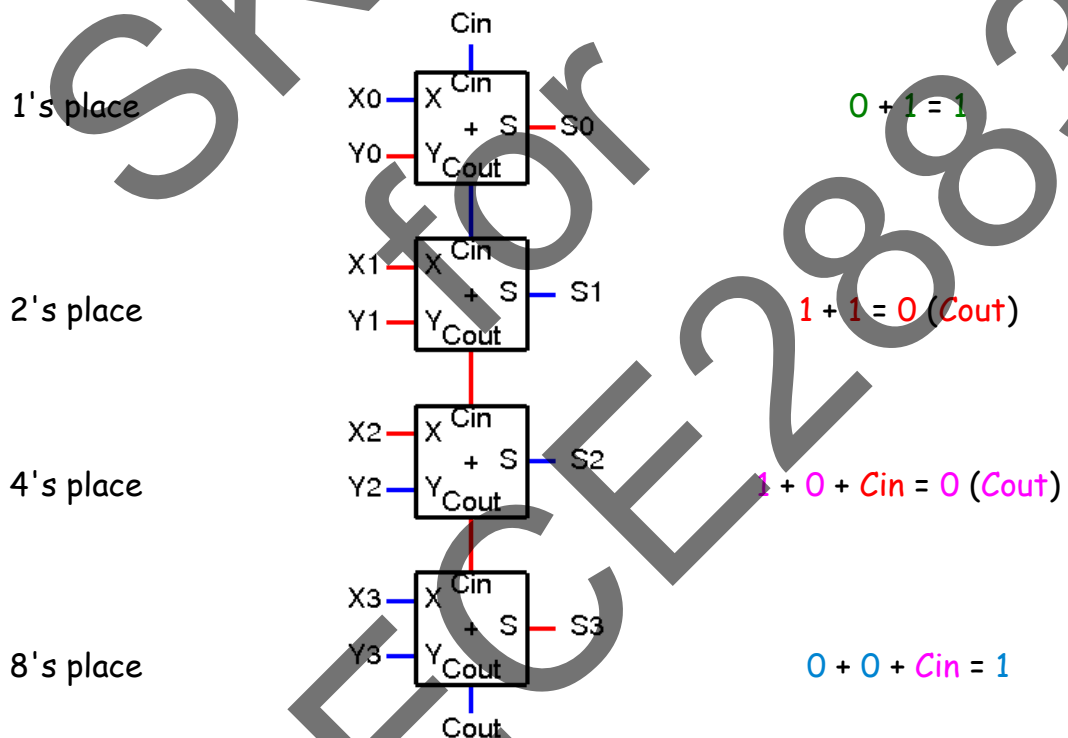 Cin
1's place
X0
Y0
Cin
X
Y
+
S
Cout
S0
0 + 1 = 1
2's place
X1
Y1
Cin
X
Y
+
S
Cout
S1
1 + 1 = 0 (Cout)
4's place
X2
Y2
Cin
X
Y
+
S
Cout
S2
1 + 0 + Cin = 0 (Cout)
8's place
X3
Y3
Cin
X
Y
+
S
Cout
S3
0 + 0 + Cin = 1
Cout
for